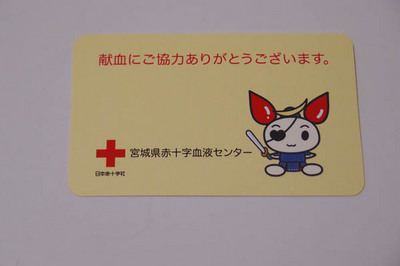 献血にご協力ありがとうございます。
宮城県赤十字血液センター
日本赤十字社